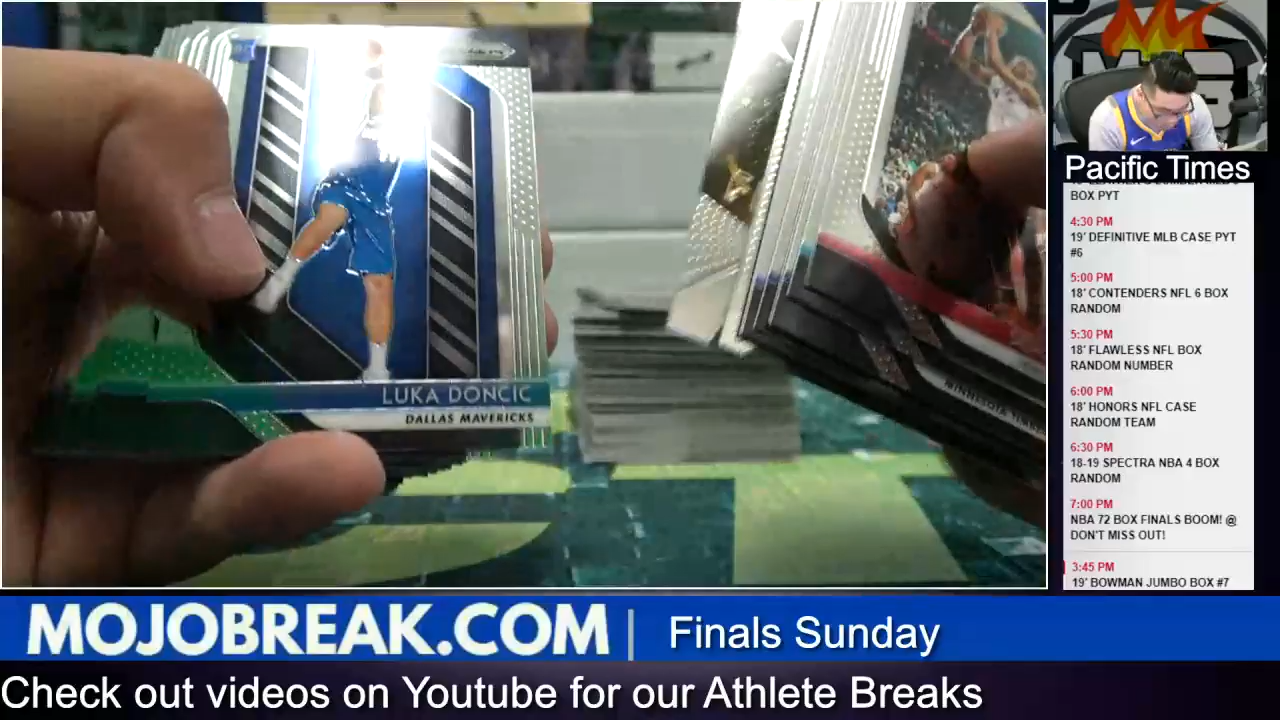 LUKA DONCIC
DALLAS MAVERICKS
Pacific Times
BOX PYT
4:30 PM
19' DEFINITIVE MLB CASE PYT
#6
5:00 PM
18' CONTENDERS NFL 6 BOX
RANDOM
5:30 PM
18' FLAWLESS NFL BOX
RANDOM NUMBER
6:00 PM
18' HONORS NFL CASE
RANDOM TEAM
6:30 PM
18-19 SPECTRA NBA 4 BOX
RANDOM
7:00 PM
NBA 72 BOX FINALS BOOM! @
DON'T MISS OUT!
3:45 PM
19' BOWMAN JUMBO BOX #7
MOJOBREAK.COM | Finals Sunday
Check out videos on Youtube for our Athlete Breaks